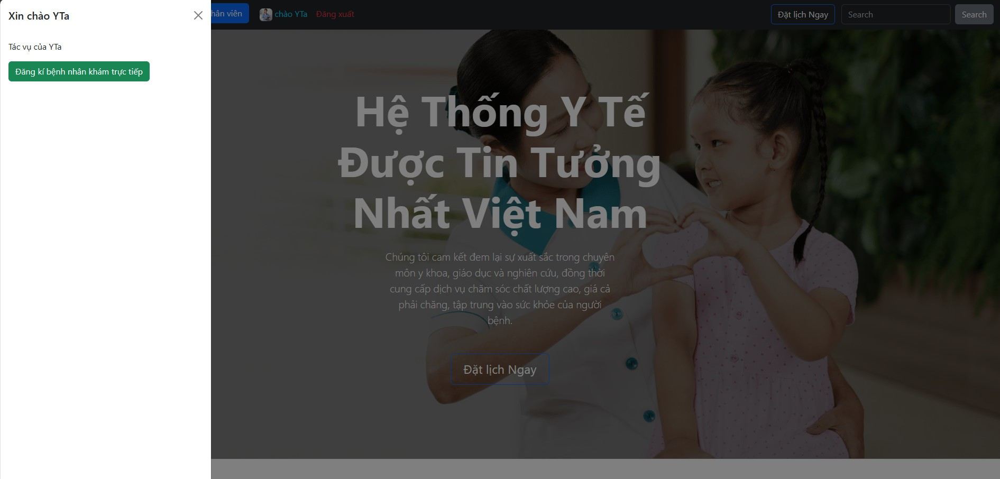 Xin chào YTa
Tác vụ của YTa
Đăng kí bệnh nhân khám trực tiếp
viên
chào YTa
Đăng xuất
Đặt lịch Ngay
Search
Search
Hệ Thống Y Tế
Được Tin Tưởng
Nhất Việt Nam
Chúng tôi cam kết đem lại sự xuất sắc trong chuyên
môn y khoa, giáo dục và nghiên cứu, đồng thời
cung cấp dịch vụ chăm sóc chất lượng cao, giá cả
phải chăng, tập trung vào sức khỏe của người
bệnh.
Đặt lịch Ngay